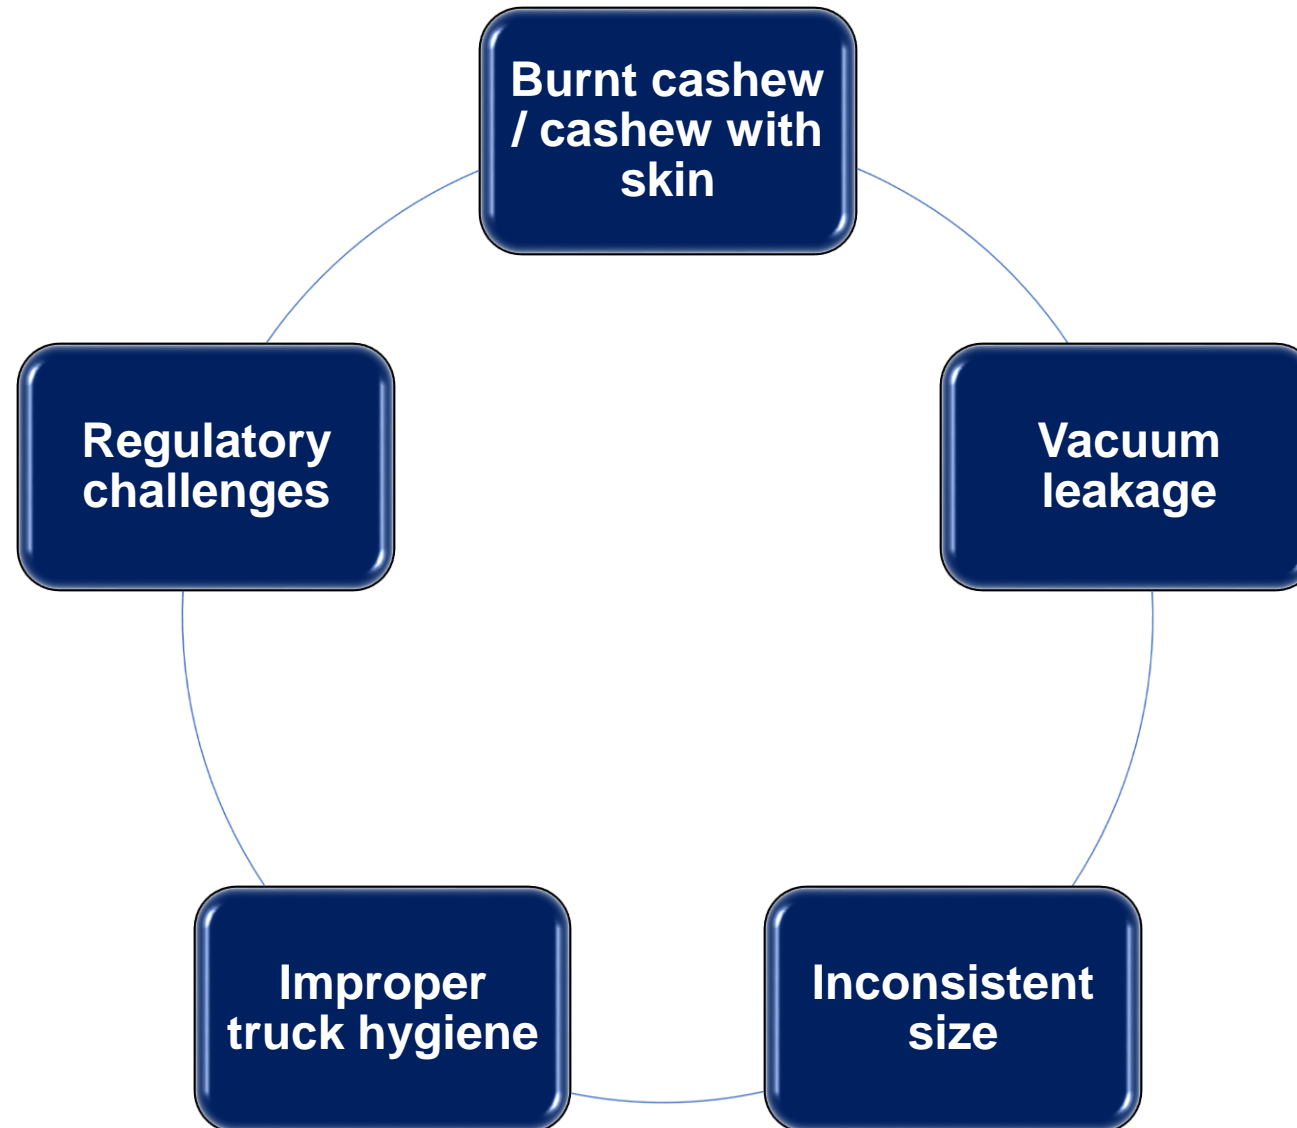 Burnt cashew
/ cashew with
skin
Vacuum
leakage
Inconsistent
size
Improper
truck hygiene
Regulatory
challenges